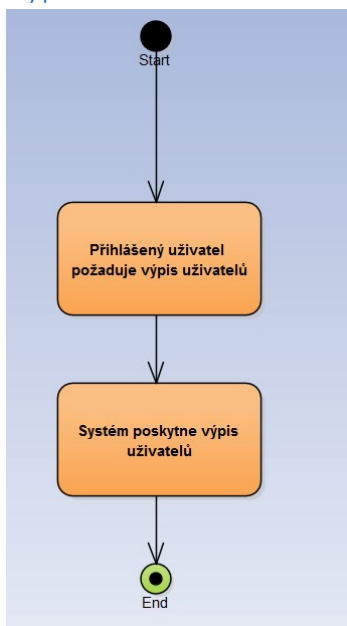 Start
Přihlášený uživatel
požaduje výpis uživatelů
Systém poskytne výpis
uživatelů
End